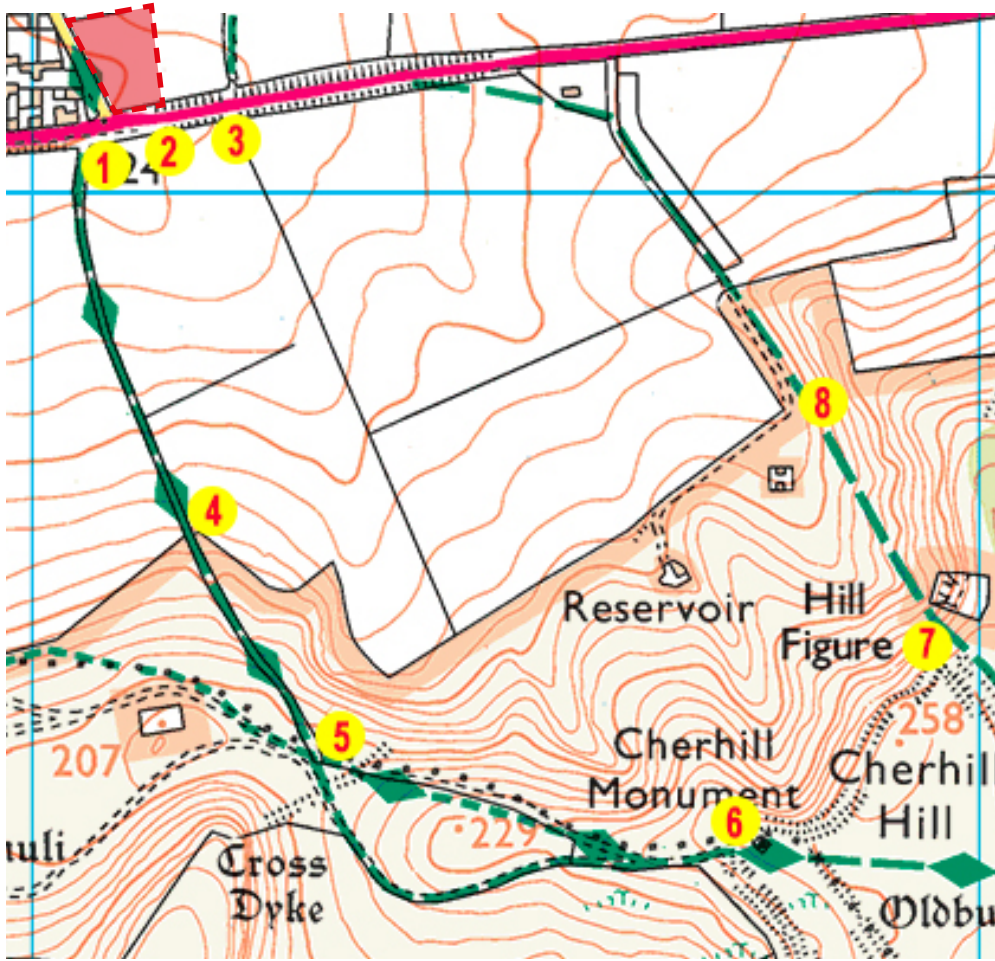 1
2
3
8
4
Reservoir
Hill
Figure
7
5
258
207
Cherhill
Monument
Cherhill
Hill
6
229
Cross
Dyke